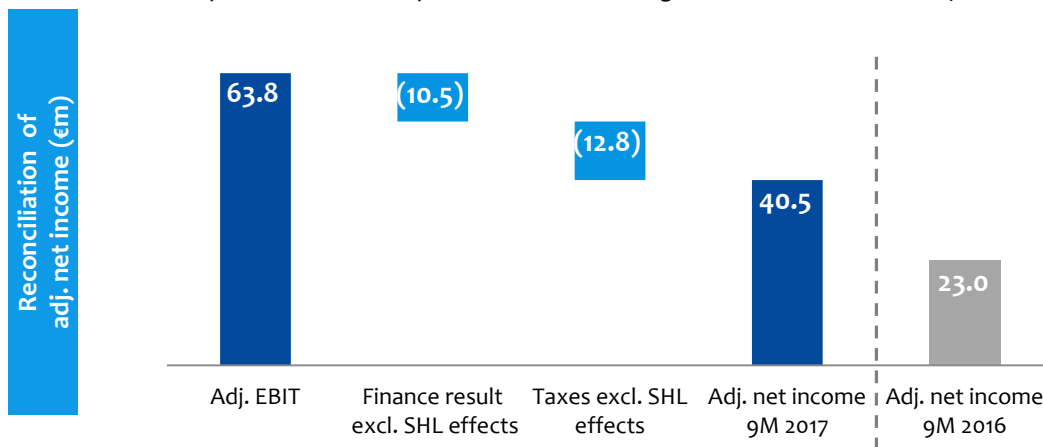 Reconciliation of
adj. net income (€m)
63.8
(10.5)
(12.8)
40.5
23.0
Adj. EBIT
Finance result
excl. SHL effects
Taxes excl. SHL
effects
Adj. net income
9M 2017
Adj. net income
9M 2016